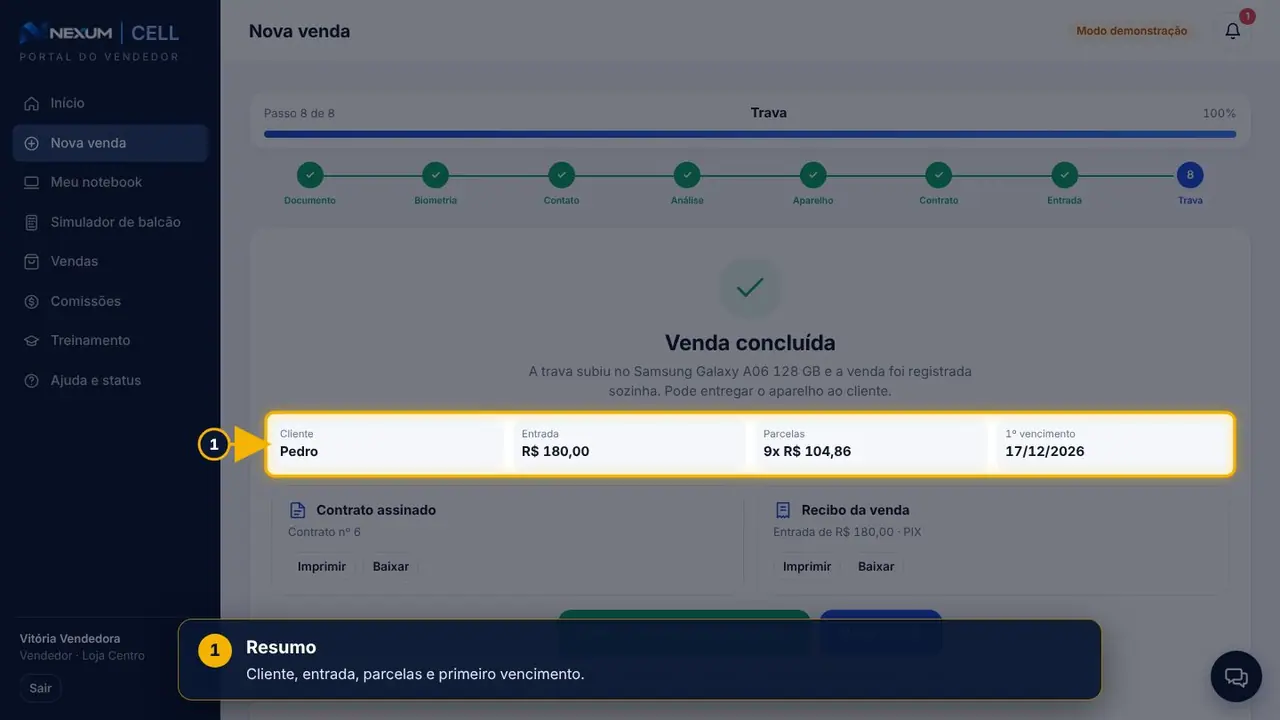 NEXUM | CELL
PORTAL DO VENDEDOR
Início
Nova venda
Meu notebook
Simulador de balcão
Vendas
Comissões
Treinamento
Ajuda e status
Vitória Vendedora
Vendedor · Loja Centro
Sair
Nova venda
Modo demonstração
1
Passo 8 de 8
Trava
100%
8
Documento
Biometria
Contato
Análise
Aparelho
Contrato
Entrada
Trava
Venda concluída
A trava subiu no Samsung Galaxy A06 128 GB e a venda foi registrada
sozinha. Pode entregar o aparelho ao cliente.
1
Cliente
Pedro
Entrada
R$ 180,00
Parcelas
9x R$ 104,86
1º vencimento
17/12/2026
Contrato assinado
Contrato nº 6
Imprimir
Baixar
Recibo da venda
Entrada de R$ 180,00 · PIX
Imprimir
Baixar
1
Resumo
Cliente, entrada, parcelas e primeiro vencimento.